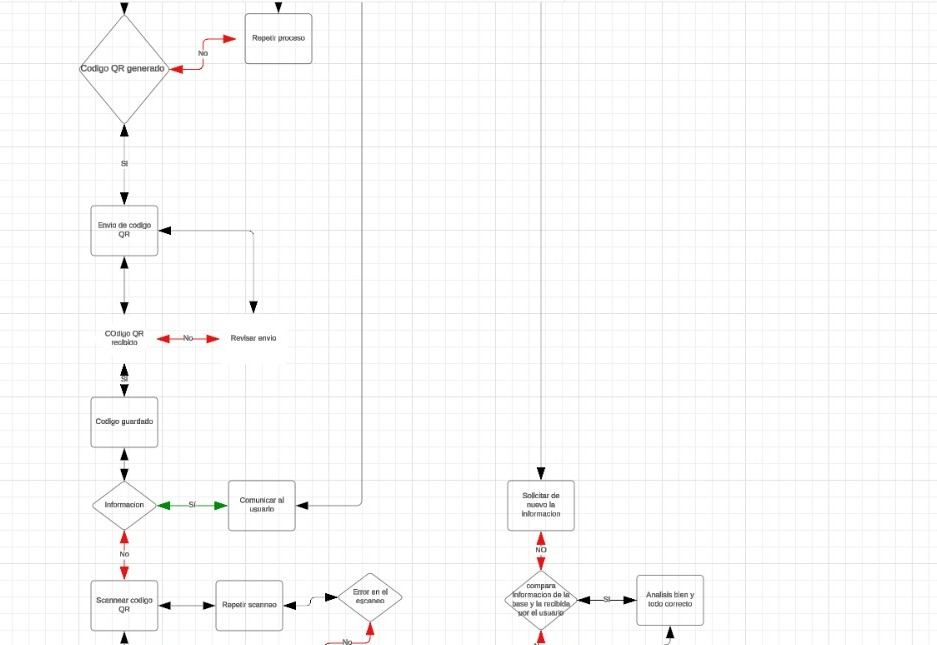 Repetir proceso
No
Codigo QR generado
SI
Envio de codigo
QR
COdigo QR
recibido
No
Revisar envio
SI
Codigo guardado
Informacion
Sí
Comunicar al
usuario
Solicitar de
nuevo la
informacion
No
NO
Scannear codigo
QR
Repetir scanneo
Error en el
escaneo
compara
informacion de la
base y la recibida
por el usuario
SI
Analisis bien y
todo correcto
No